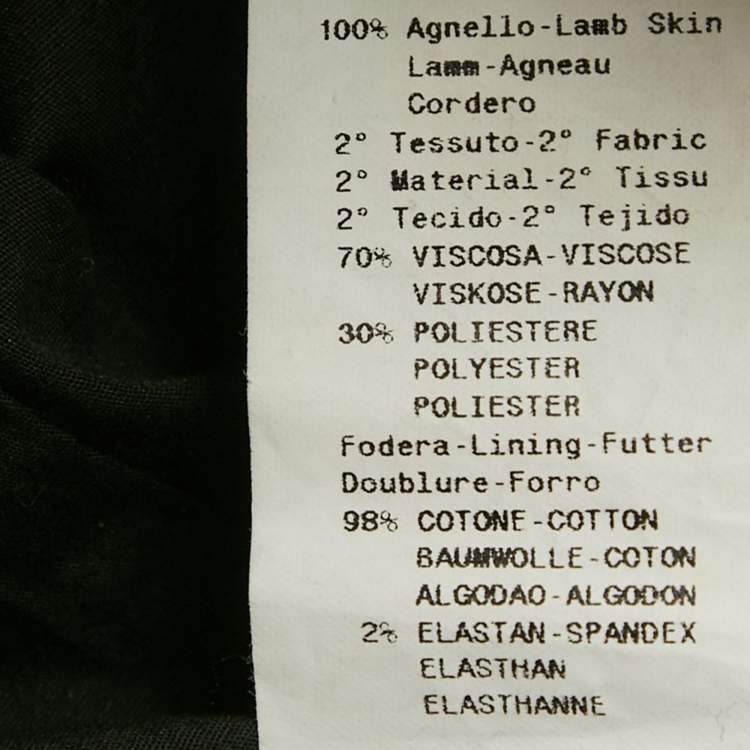 100% Agnello-Lamb Skin
Lamm-Agneau
Cordero
2° Tessuto-2° Fabric
2° Material-2° Tissu
2° Tecido-2° Tejido
70% VISCOSA-VISCOSE
VISKOSE-RAYON
30% POLIESTERE
POLYESTER
POLIESTER
Fodera-Lining-Futter
Doublure-Forro
98% COTONE-COTTON
BAUMWOLLE-COTON
ALGODAO-ALGODON
2% ELASTAN-SPANDEX
ELASTHAN
ELASTHANNE